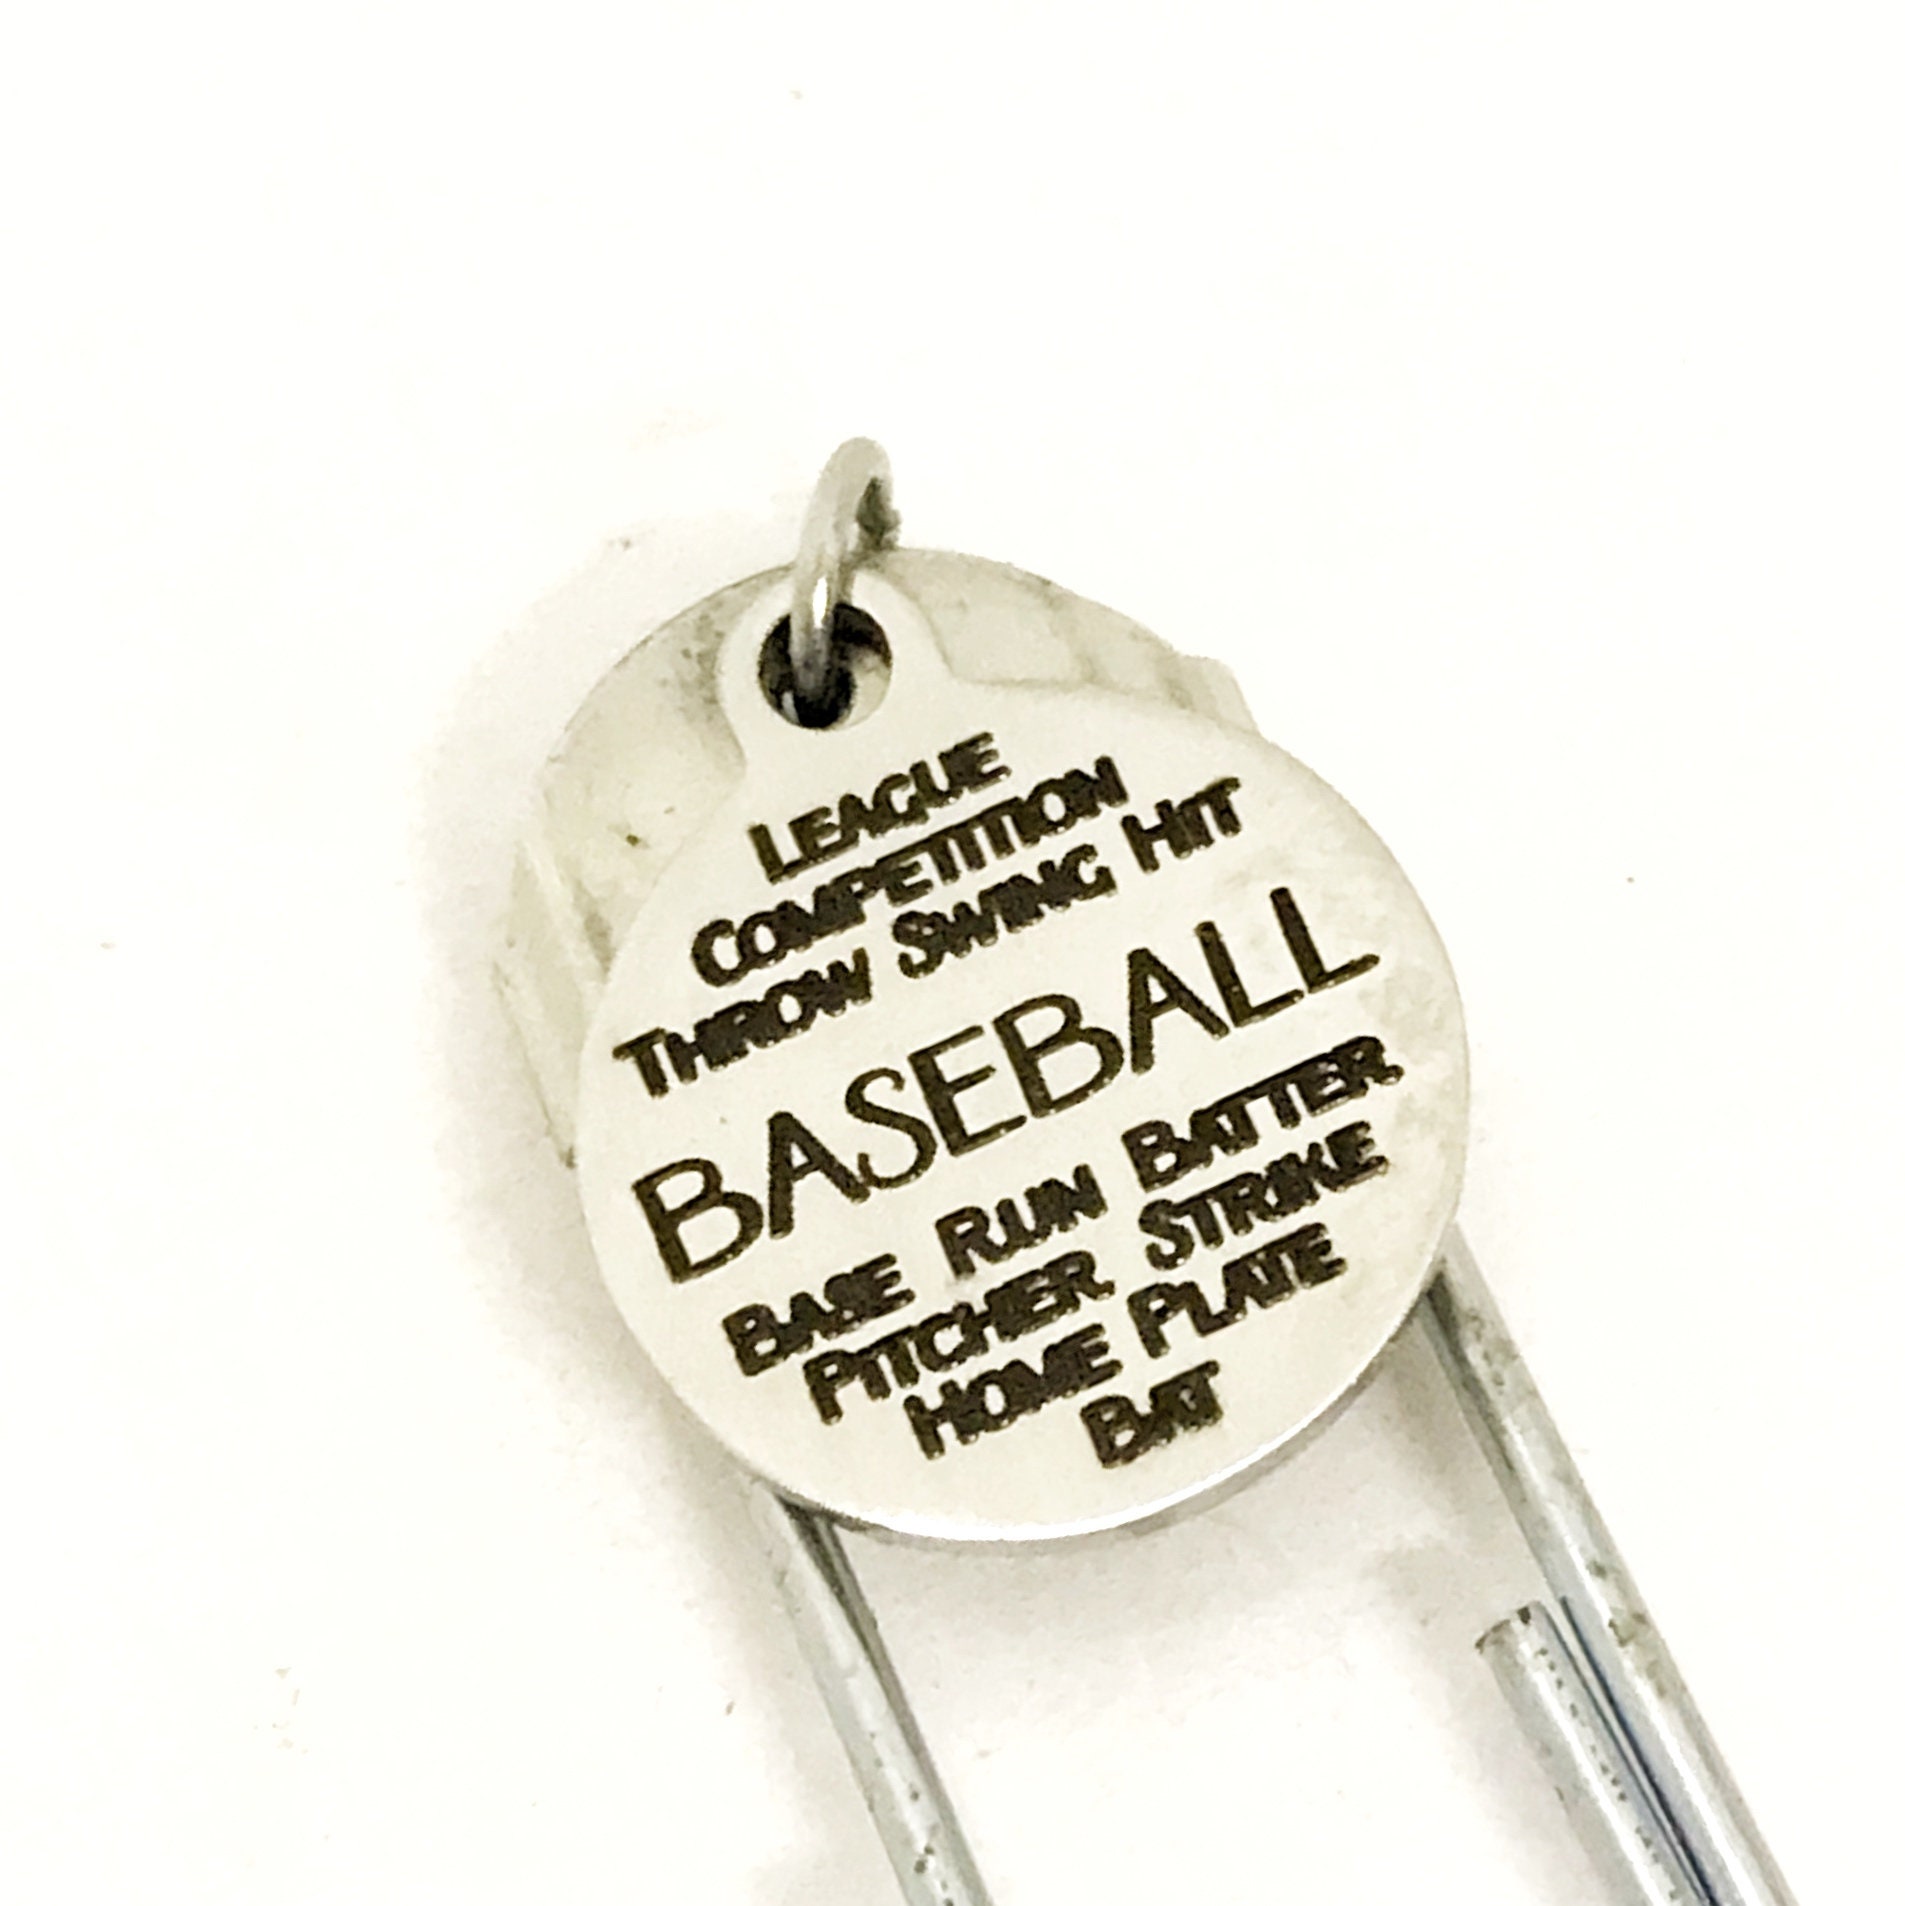 LEAGUE
COMPETITION
THROW SWING HIT
BASEBALL
BASE RUN BATTER
PITCHER STRIKE
HOME PLATE
BAT